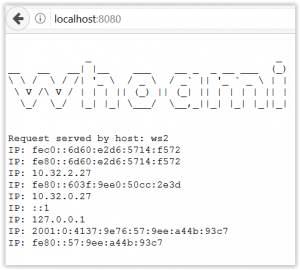 localhost:8080
whoami
Request served by host: ws2
IP: fec0::6d60:e2d6:5714:f572
IP: fe80::6d60:e2d6:5714:f572
IP: 10.32.2.27
IP: fe80::603f:9ee0:50cc:2e3d
IP: 10.32.0.27
IP: ::1
IP: 127.0.0.1
IP: 2001:0:4137:9e76:57:9ee:a44b:93c7
IP: fe80::57:9ee:a44b:93c7